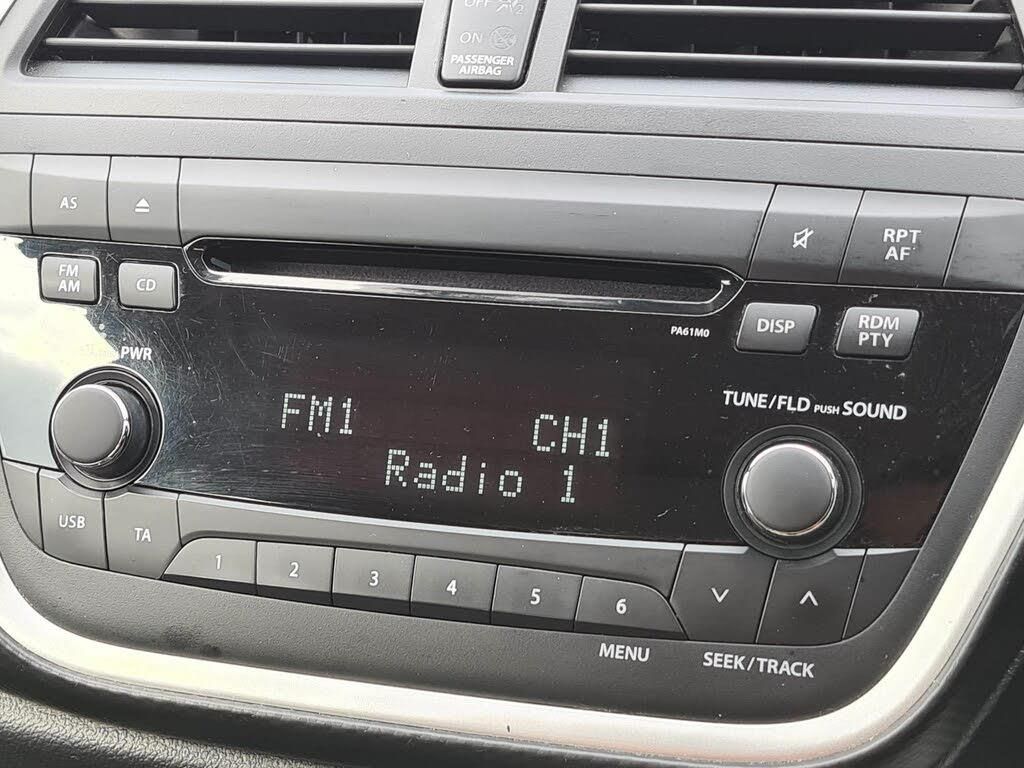 OFF 2
ON
PASSENGER
AIRBAG
AS
RPT
AF
FM
AM
CD
PA61M0
DISP
RDM
PTY
PWR
TUNE/FLD PUSH SOUND
FM1 CH1
Radio 1
USB
TA
1 2 3 4 5 6
MENU
SEEK/TRACK